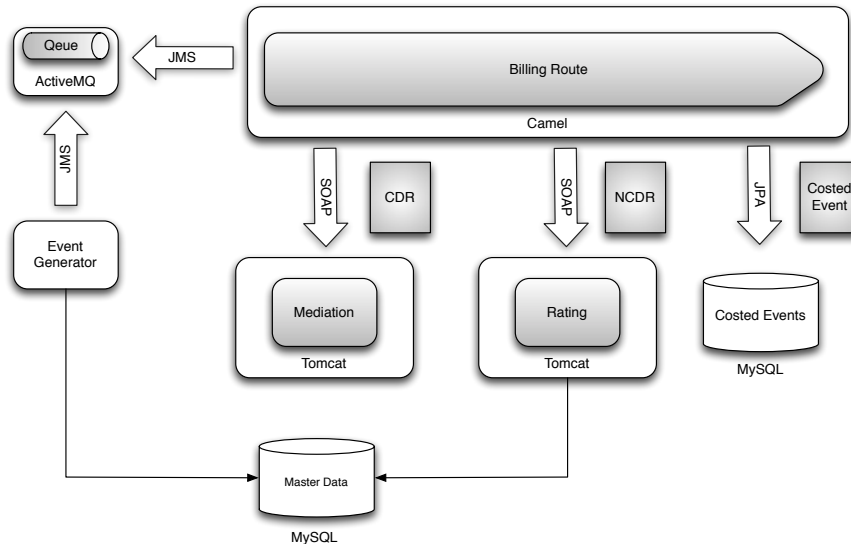 Qeue
ActiveMQ
JMS
Billing Route
Camel
JMS
SOAP
CDR
SOAP
NCDR
JPA
Costed
Event
Event
Generator
Mediation
Tomcat
Rating
Tomcat
Costed Events
MySQL
Master Data
MySQL